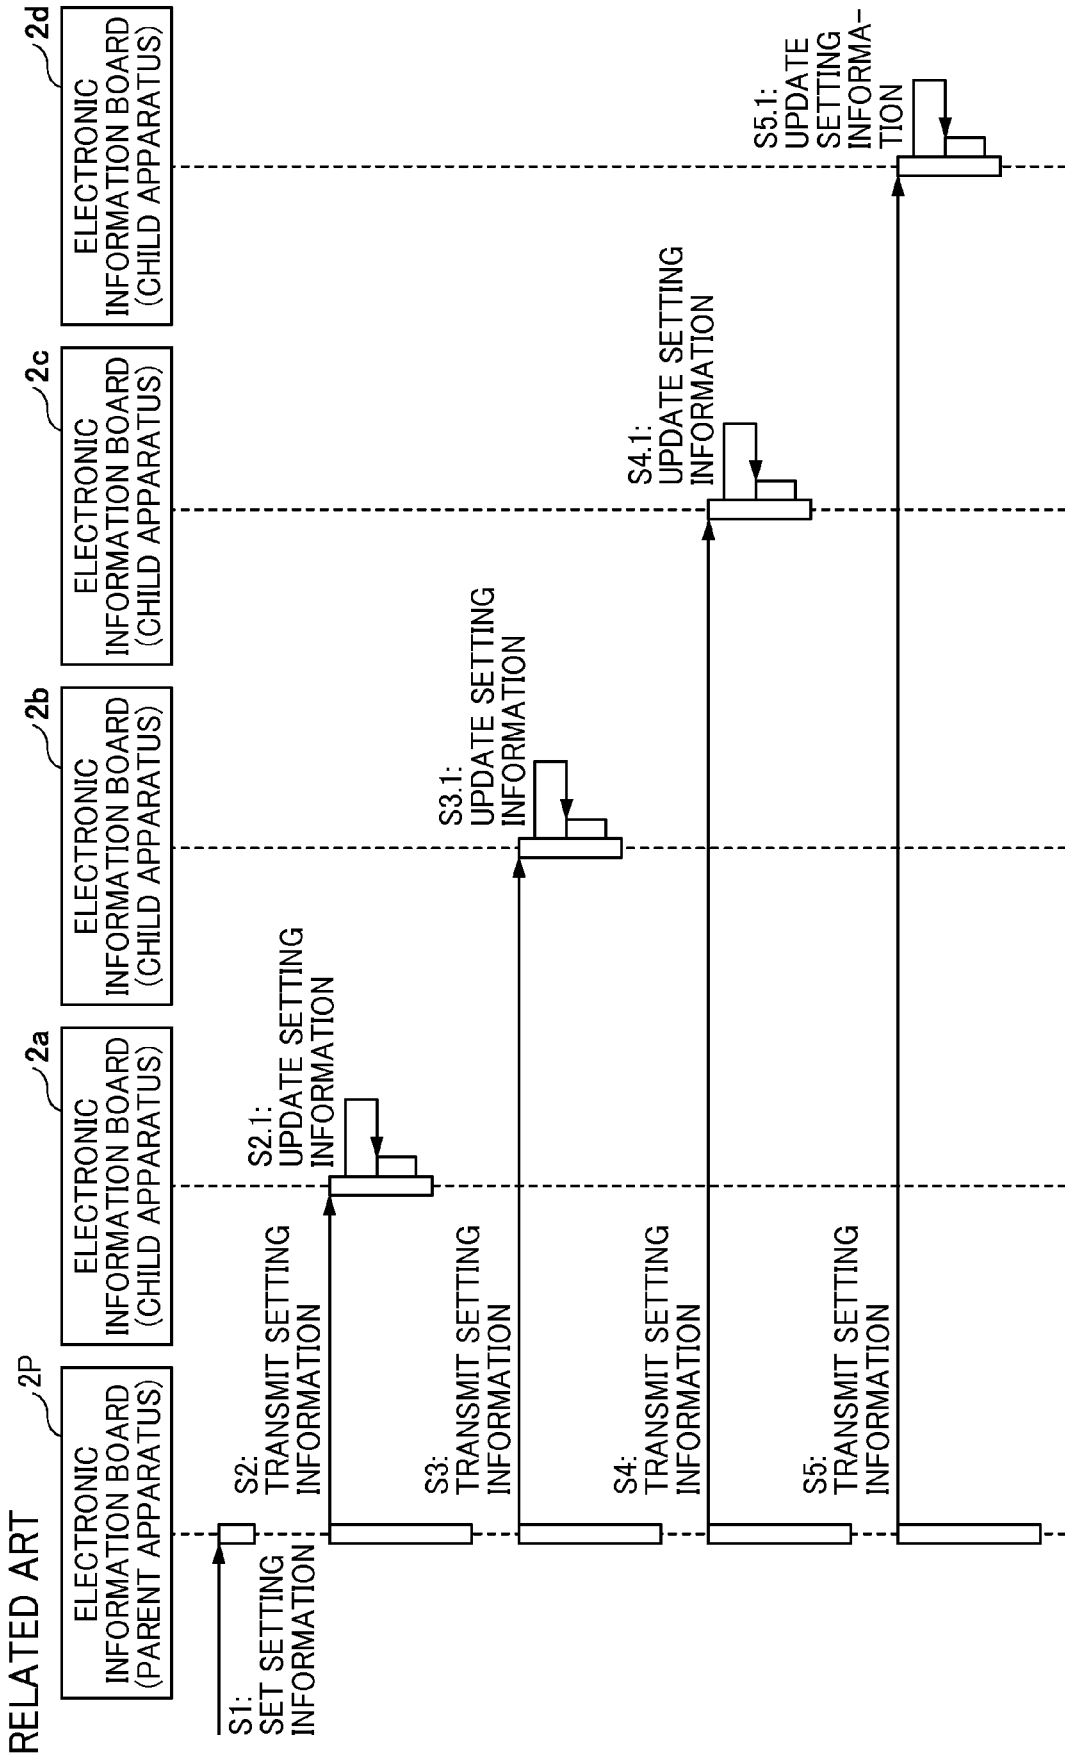 RELATED ART
2P
ELECTRONIC
INFORMATION BOARD
(PARENT APPARATUS)
2a
ELECTRONIC
INFORMATION BOARD
(CHILD APPARATUS)
2b
ELECTRONIC
INFORMATION BOARD
(CHILD APPARATUS)
2c
ELECTRONIC
INFORMATION BOARD
(CHILD APPARATUS)
2d
ELECTRONIC
INFORMATION BOARD
(CHILD APPARATUS)
S1:
SET SETTING
INFORMATION
S2:
TRANSMIT SETTING
INFORMATION
S2.1:
UPDATE SETTING
INFORMATION
S3:
TRANSMIT SETTING
INFORMATION
S3.1:
UPDATE SETTING
INFORMATION
S4:
TRANSMIT SETTING
INFORMATION
S4.1:
UPDATE SETTING
INFORMATION
S5:
TRANSMIT SETTING
INFORMATION
S5.1:
UPDATE
SETTING
INFORMA-
TION